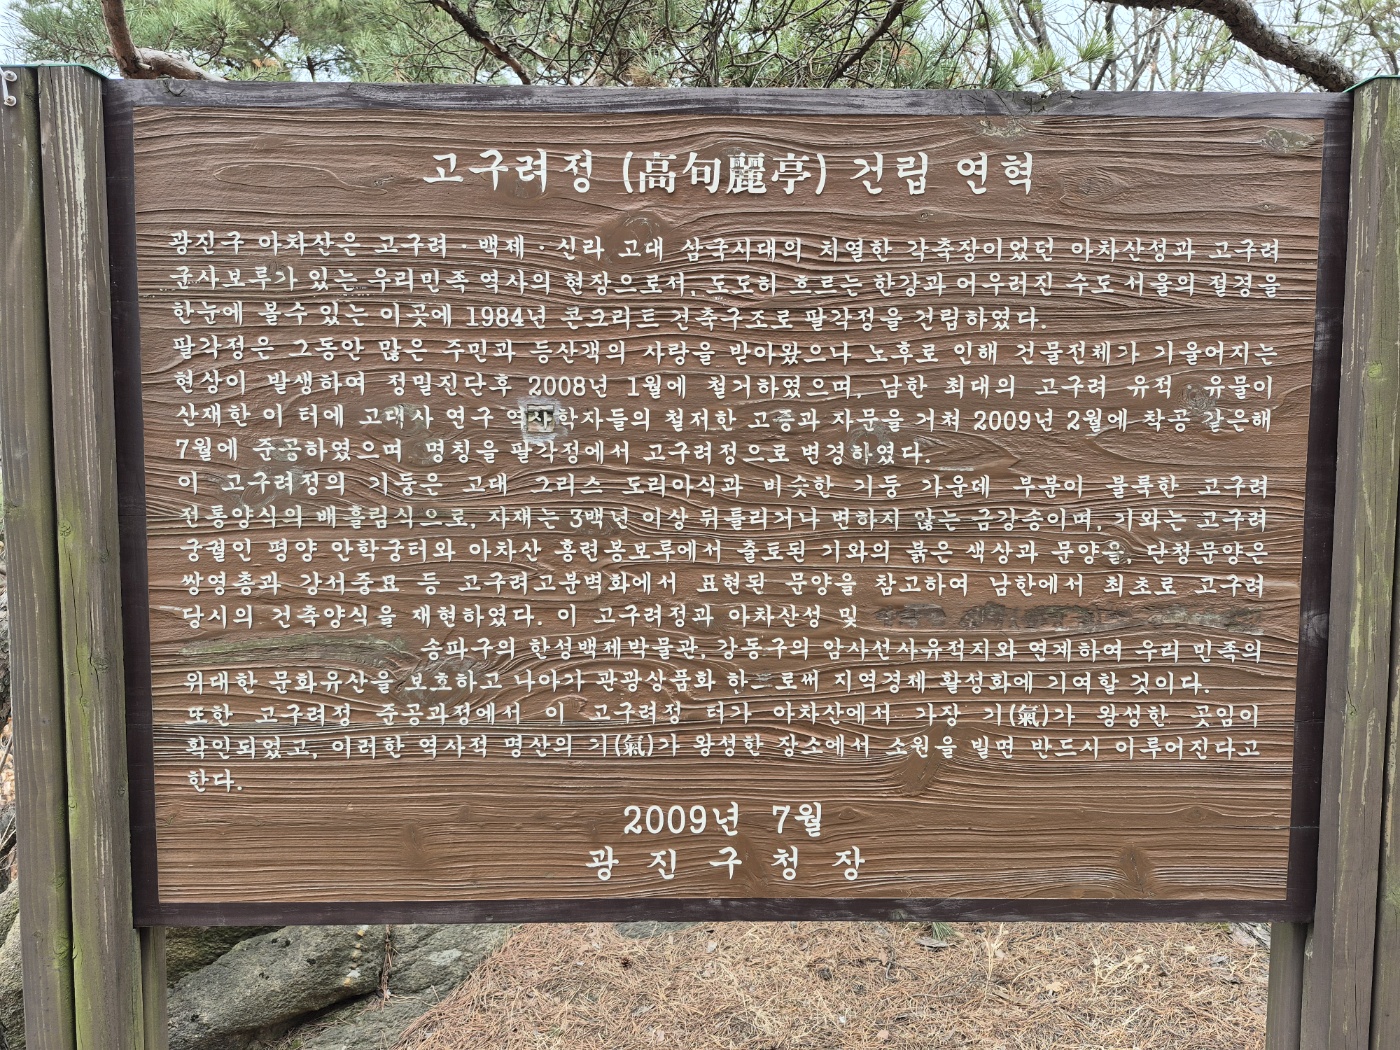 고구려정 (高句麗亭) 건립 연혁
광진구 아차산은 고구려 · 백제 · 신라 고대 삼국시대의 치열한 각축장이었던 아차산성과 고구려
군사보루가 있는 우리민족 역사의 현장으로서, 도도히 흐르는 한강과 어우러진 수도 서울의 절경을
한눈에 볼수 있는 이곳에 1984년 콘크리트 건축구조로 팔각정을 건립하였다.
팔각정은 그동안 많은 주민과 등산객의 사랑을 받아왔으나 노후로 인해 건물전체가 기울어지는
현상이 발생하여 정밀진단후 2008년 1월에 철거하였으며, 남한 최대의 고구려 유적 유물이
산재한 이 터에 고대사 연구 역사학자들의 철저한 고증과 자문을 거쳐 2009년 2월에 착공 같은해
7월에 준공하였으며 명칭을 팔각정에서 고구려정으로 변경하였다.
이 고구려정의 기둥은 고대 그리스 도리아식과 비슷한 기둥 가운데 부분이 볼록한 고구려
전통양식의 배흘림식으로, 자재는 3백년 이상 뒤틀리거나 변하지 않는 금강송이며, 기와는 고구려
궁궐인 평양 안학궁터와 아차산 홍련봉보루에서 출토된 기와의 붉은 색상과 문양을, 단청문양은
쌍영총과 강서중묘 등 고구려고분벽화에서 표현된 문양을 참고하여 남한에서 최초로 고구려
당시의 건축양식을 재현하였다. 이 고구려정과 아차산성 및
송파구의 한성백제박물관, 강동구의 암사선사유적지와 연계하여 우리 민족의
위대한 문화유산을 보호하고 나아가 관광상품화 함으로써 지역경제 활성화에 기여할 것이다.
또한 고구려정 준공과정에서 이 고구려정 터가 아차산에서 가장 기(氣)가 왕성한 곳임이
확인되었고, 이러한 역사적 명산의 기(氣)가 왕성한 장소에서 소원을 빌면 반드시 이루어진다고
한다.
2009년 7월
광 진 구 청 장